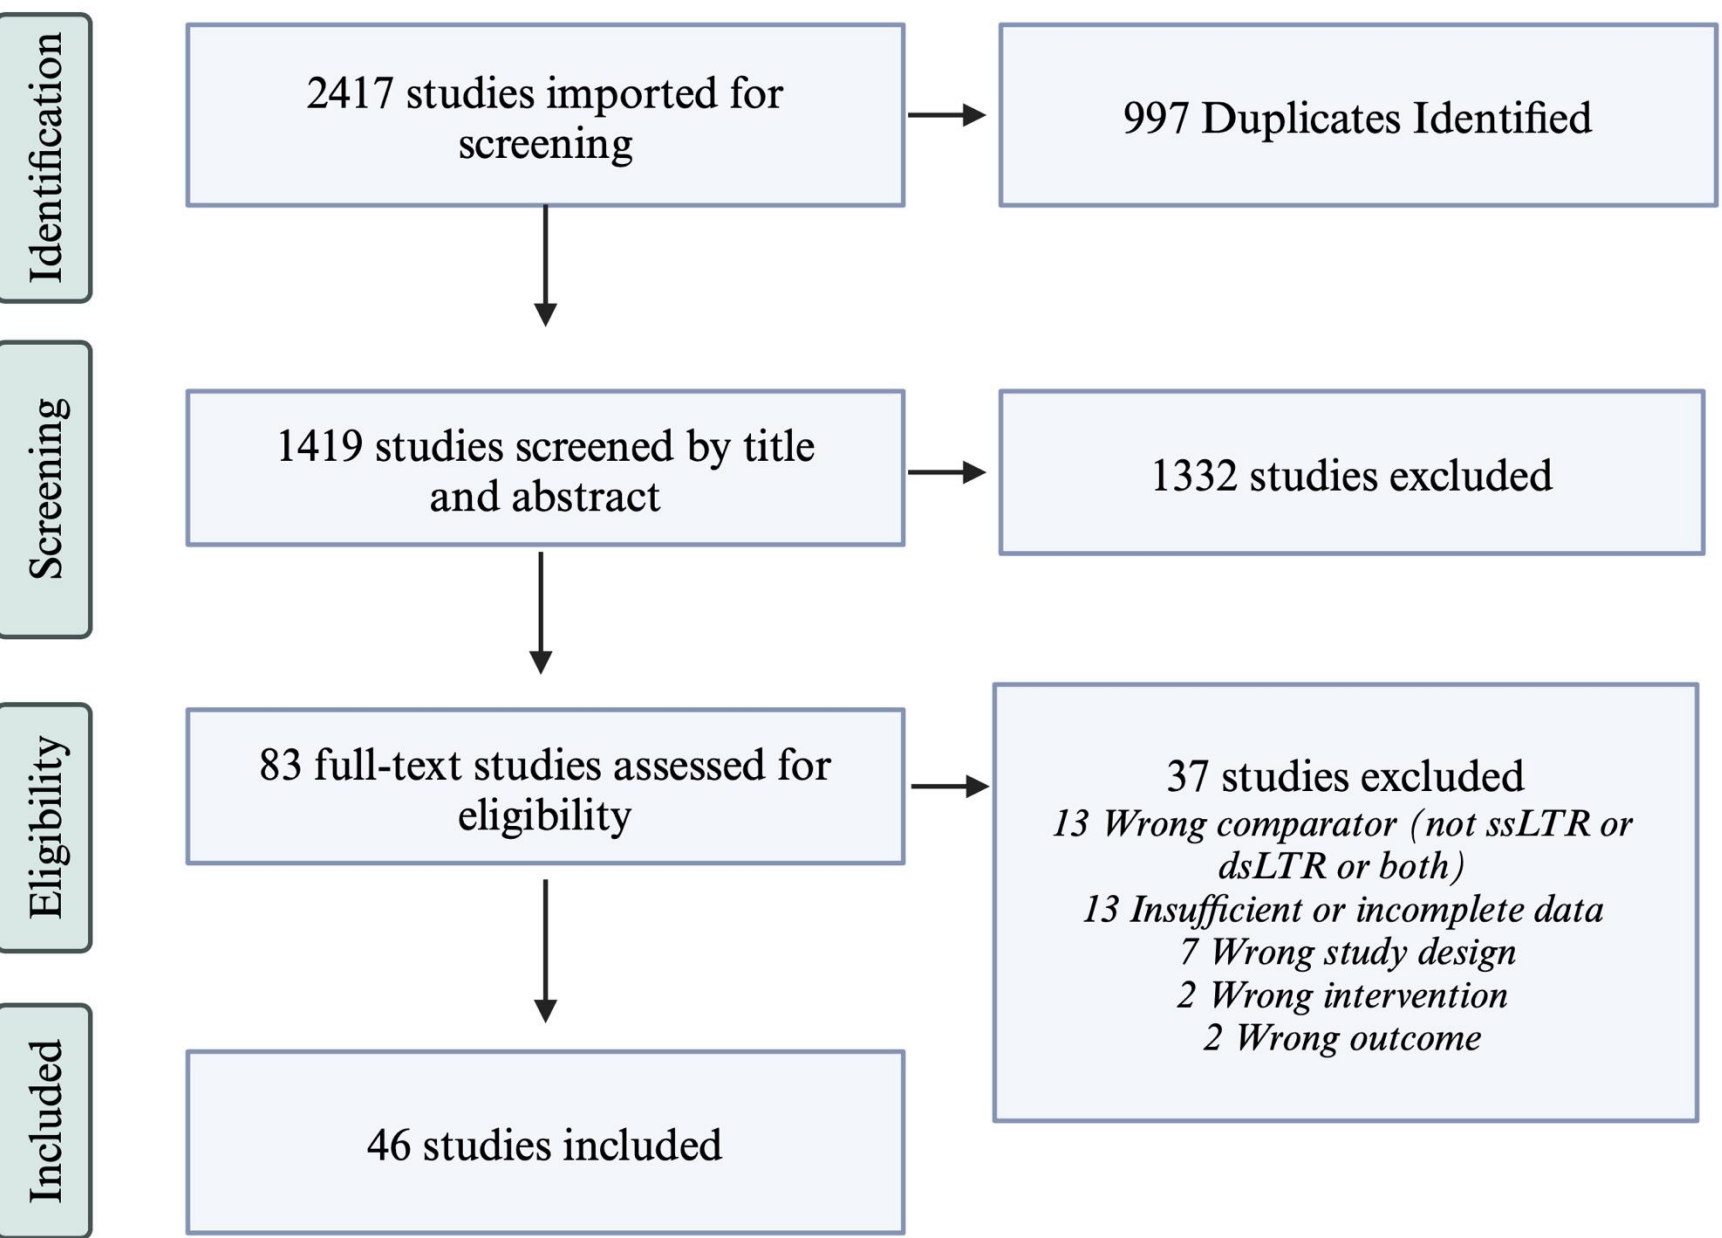 Identification
2417 studies imported for
screening
997 Duplicates Identified
Screening
1419 studies screened by title
and abstract
1332 studies excluded
Eligibility
83 full-text studies assessed for
eligibility
37 studies excluded
13 Wrong comparator (not ssLTR or
dsLTR or both)
13 Insufficient or incomplete data
7 Wrong study design
2 Wrong intervention
2 Wrong outcome
Included
46 studies included